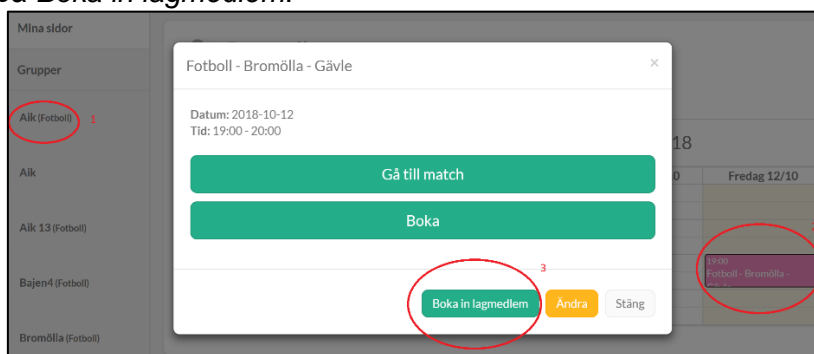 Boka in lagmedlem.
Mina sidor
Grupper
Aik (Fotboll) 1
Aik
Aik 13 (Fotboll)
Bajen4 (Fotboll)
Bromölla (Fotboll)
Fotboll - Bromölla - Gävle ×
Datum: 2018-10-12
Tid: 19:00 - 20:00
Gå till match
Boka
3
Boka in lagmedlem Ändra Stäng
18
0 Fredag 12/10
19:00
Fotboll - Bromölla -